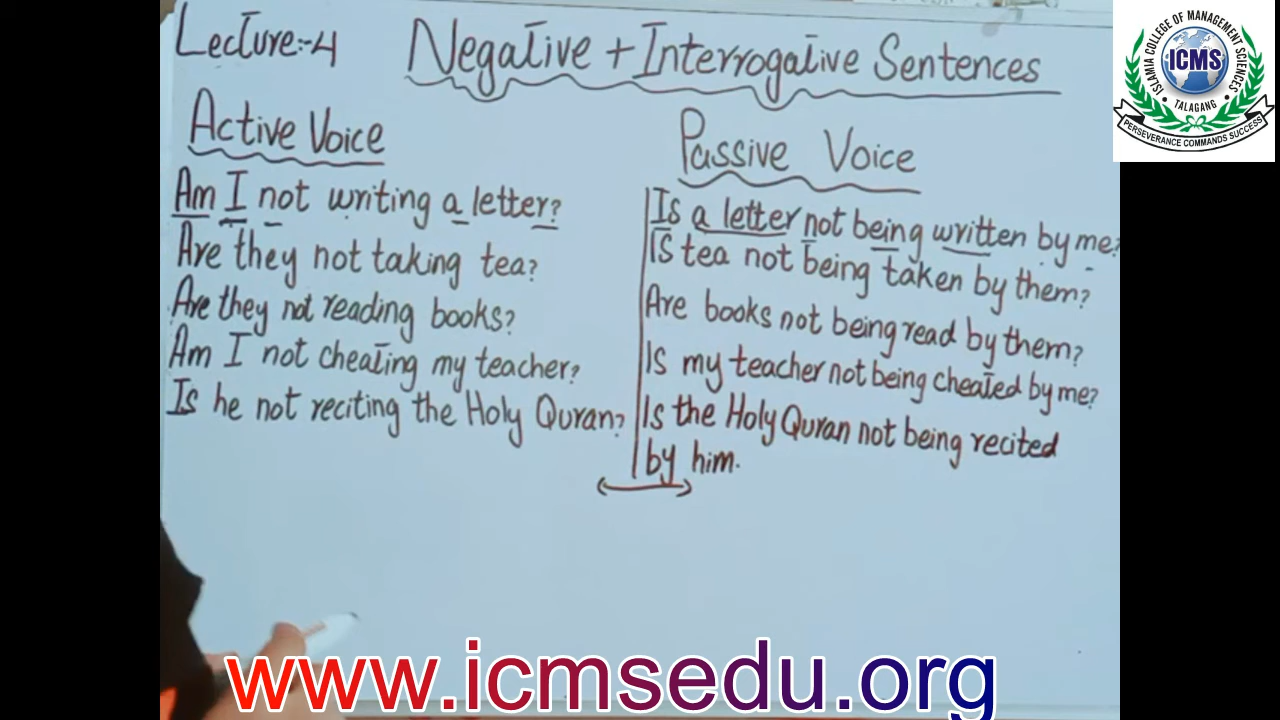 Lecture:-4
Negative + Interrogative Sentences
Active Voice
Am I not writing a letter?
Are they not taking tea?
Are they not reading books?
Am I not cheating my teacher?
Is he not reciting the Holy Quran?
Passive Voice
Is a letter not being written by me?
Is tea not being taken by them?
Are books not being read by them?
Is my teacher not being cheated by me?
Is the Holy Quran not being recited
by him.
ISLAMIA COLLEGE OF MANAGEMENT SCIENCES
ICMS
TALAGANG
PERSEVERANCE COMMANDS SUCCESS
www.icmsedu.org